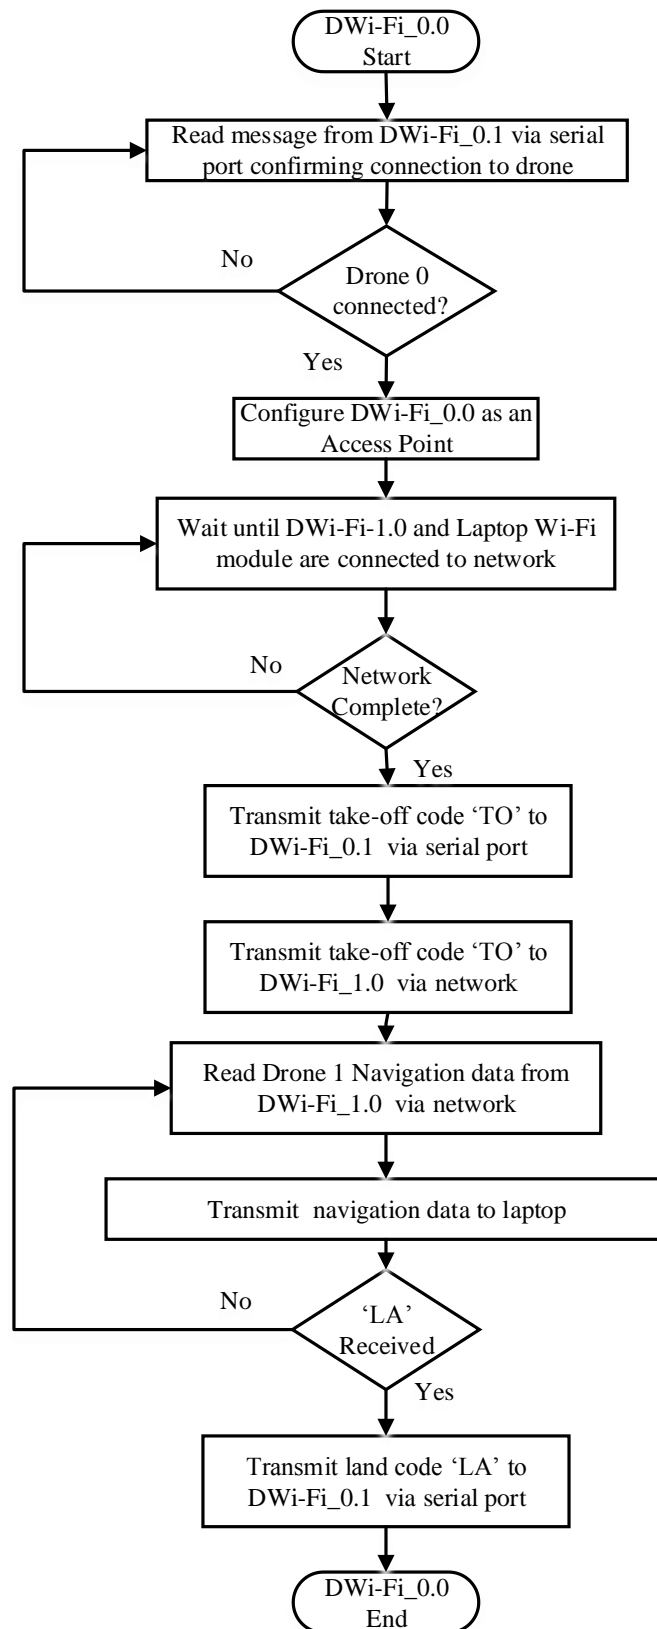 DWi-Fi_0.0
Start
Read message from DWi-Fi_0.1 via serial
port confirming connection to drone
No
Drone 0
connected?
Yes
Configure DWi-Fi_0.0 as an
Access Point
Wait until DWi-Fi-1.0 and Laptop Wi-Fi
module are connected to network
No
Network
Complete?
Yes
Transmit take-off code ‘TO’ to
DWi-Fi_0.1 via serial port
Transmit take-off code ‘TO’ to
DWi-Fi_1.0 via network
Read Drone 1 Navigation data from
DWi-Fi_1.0 via network
Transmit navigation data to laptop
No
‘LA’
Received
Yes
Transmit land code ‘LA’ to
DWi-Fi_0.1 via serial port
DWi-Fi_0.0
End